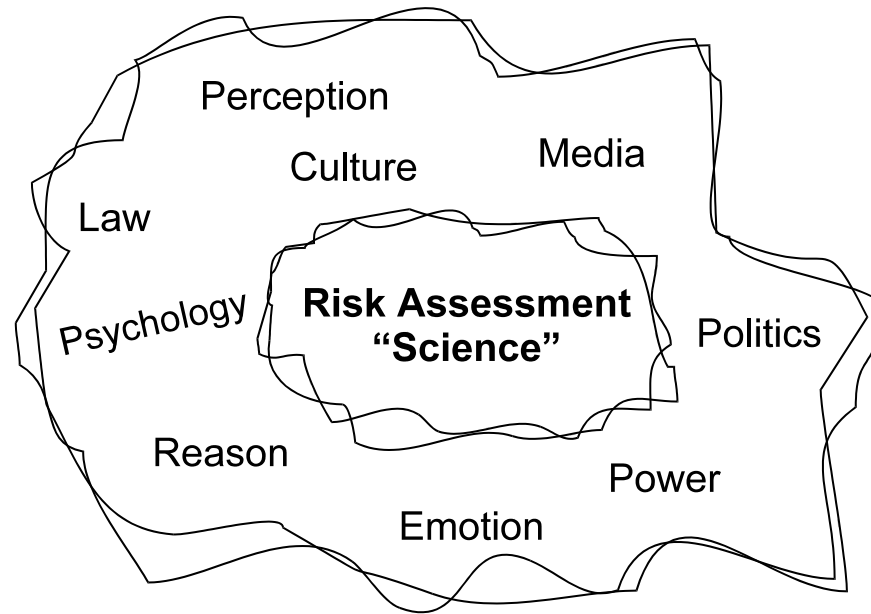 Perception
Media
Culture
Law
Risk Assessment
“Science”
Psychology
Politics
Reason
Power
Emotion